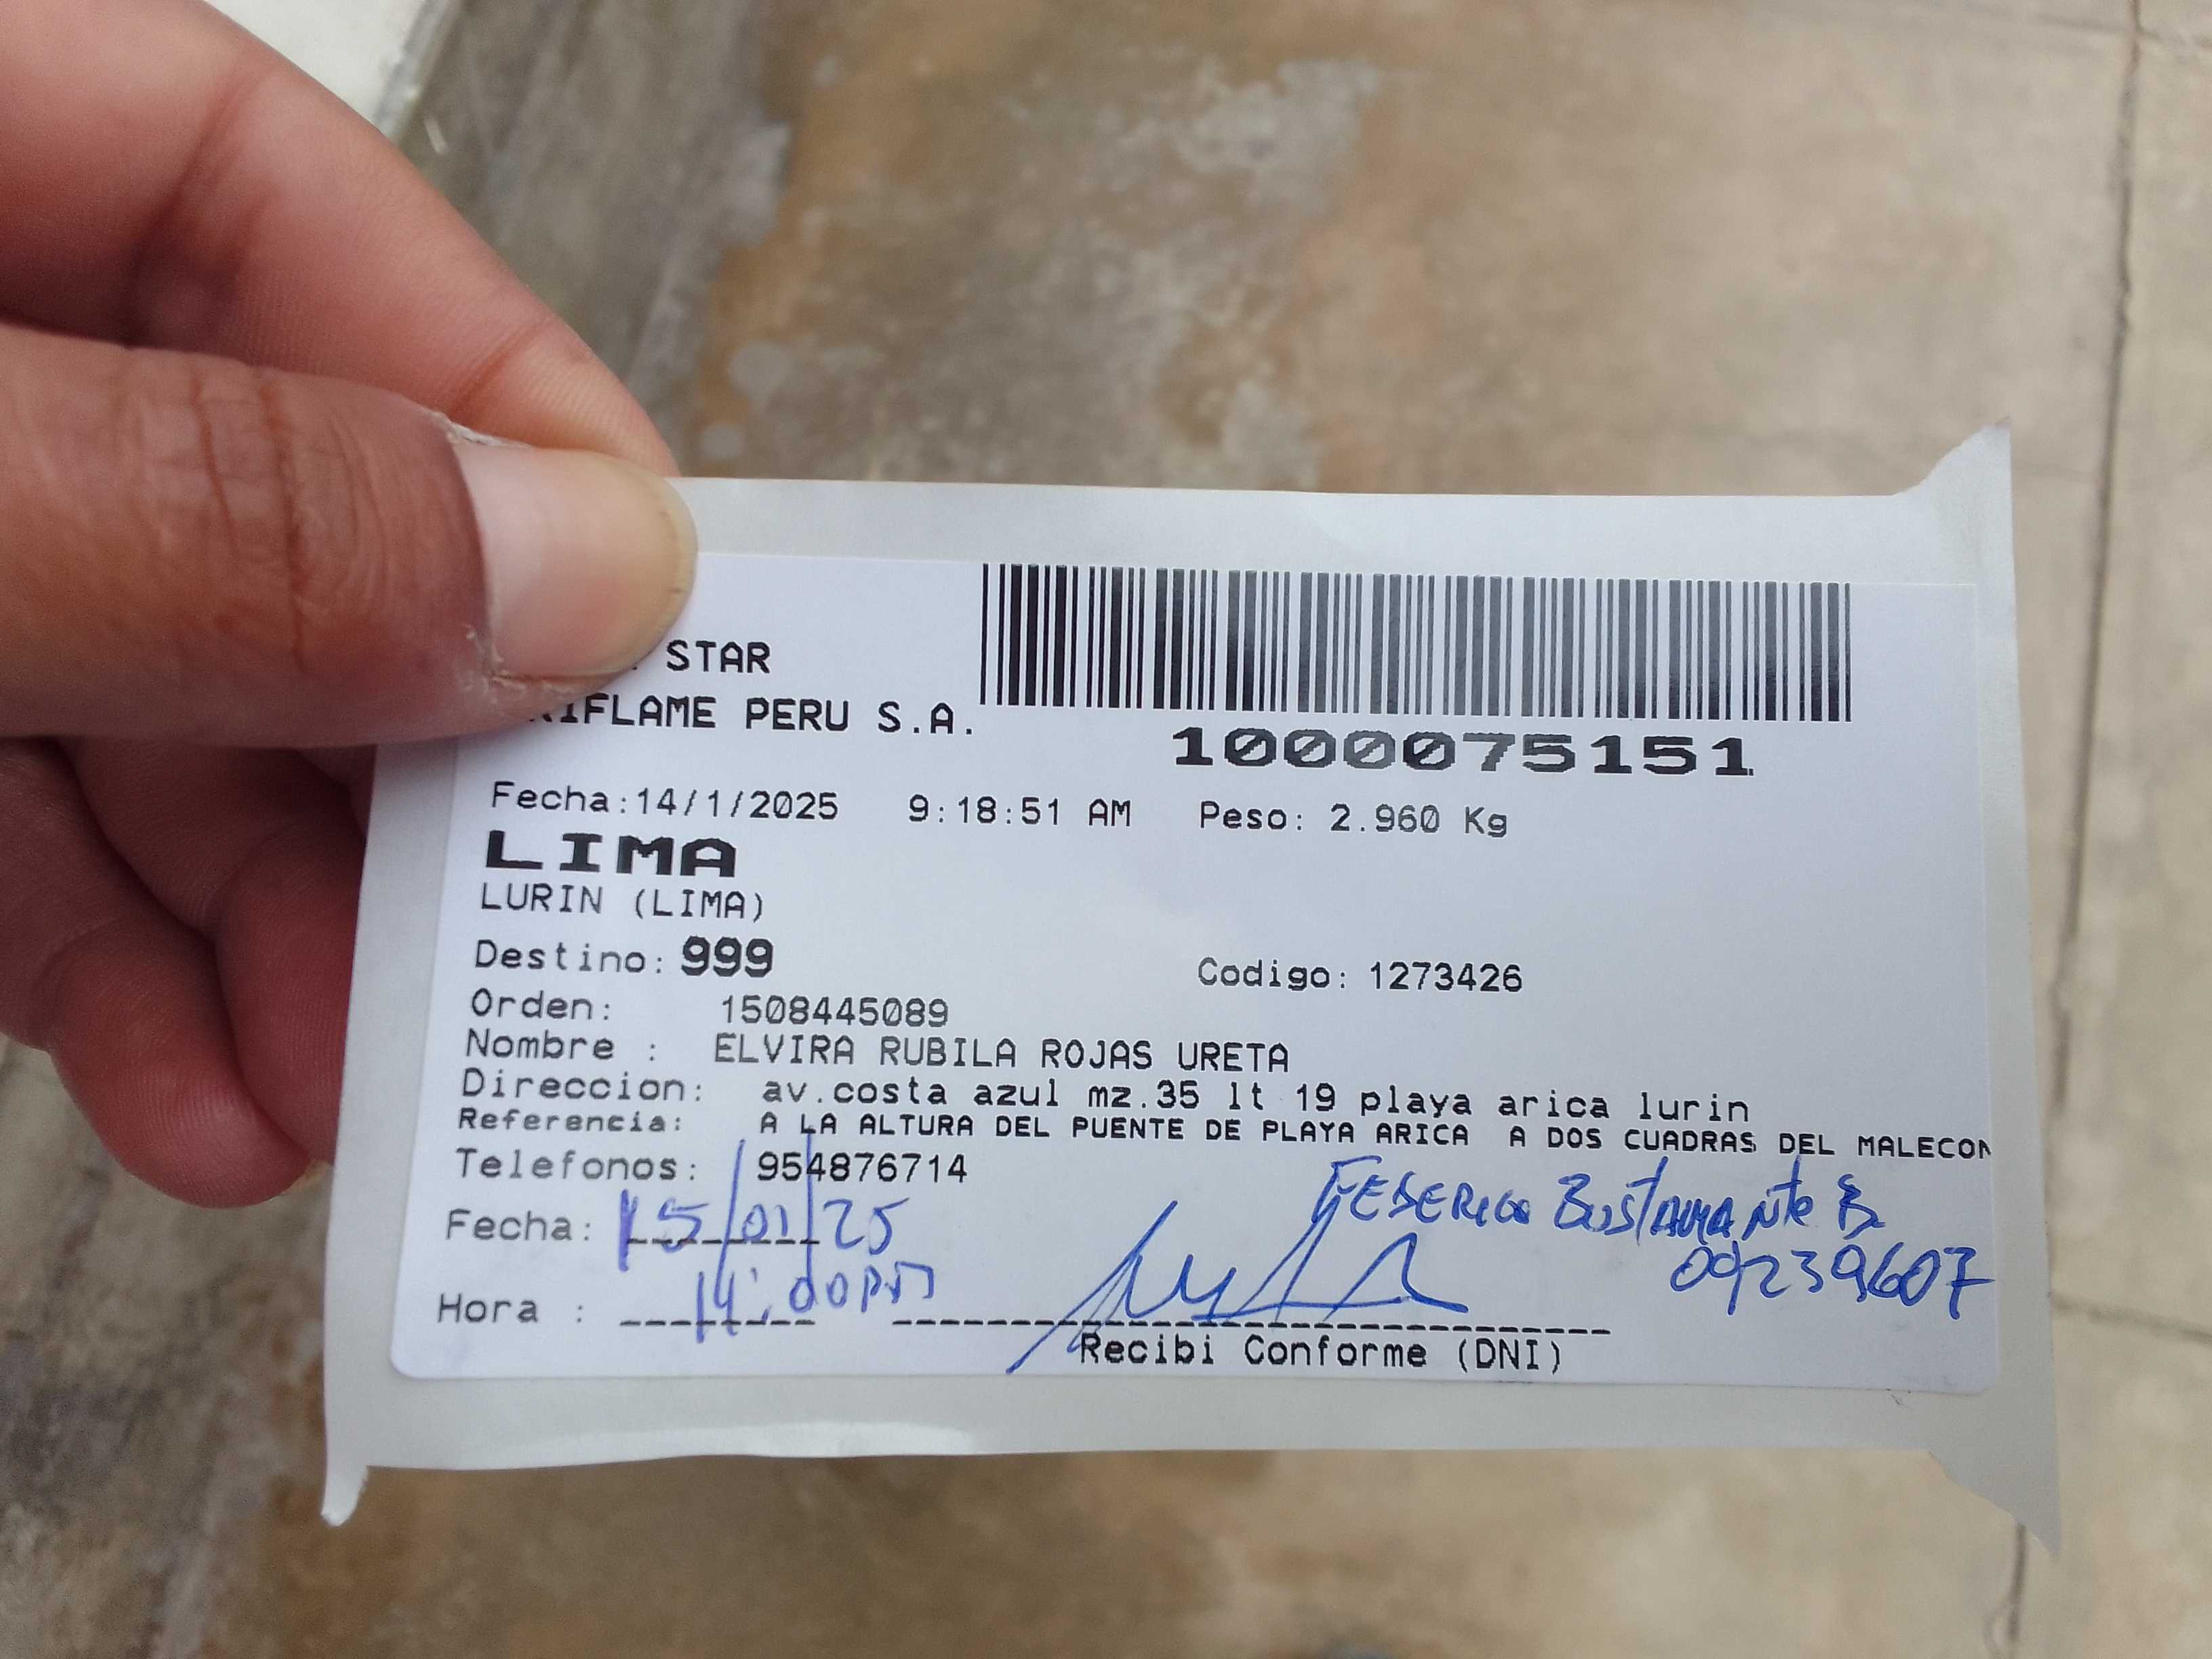 STAR
RIFLAME PERU S.A.
1000075151
Fecha:14/1/2025 9:18:51 AM Peso: 2.960 Kg
LIMA
LURIN (LIMA)
Destino: 999 Codigo: 1273426
Orden: 1508445089
Nombre : ELVIRA RUBILA ROJAS URETA
Direccion: av.costa azul mz.35 lt 19 playa arica lurin
Referencia: A LA ALTURA DEL PUENTE DE PLAYA ARICA A DOS CUADRAS DEL MALECON
Telefonos: 954876714
FEDERICO BUSTAMANTE B
Fecha: 15/01/25
09239607
Hora : 14:00PM
Recibi Conforme (DNI)